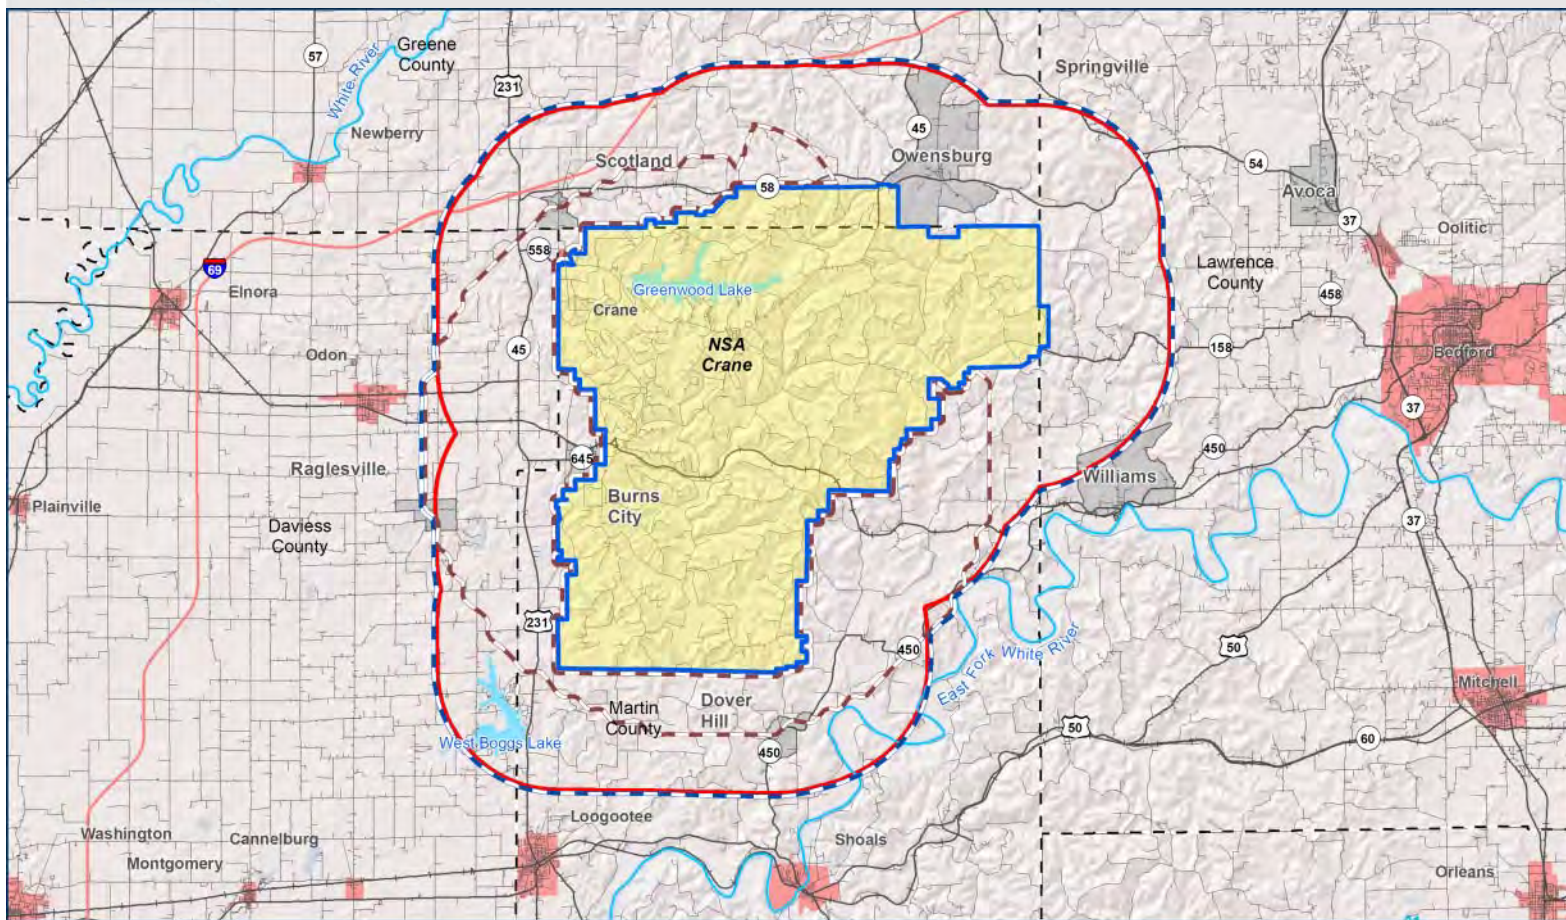 Greene
County
57
231
White River
Springville
Newberry
45
Scotland
Owensburg
54
58
Avoca
37
Oolitic
558
Lawrence
County
69
Elnora
Greenwood Lake
458
Crane
NSA
Crane
Odon
45
158
Bedford
37
450
645
Raglesville
Williams
Burns
City
Plainville
Daviess
County
37
231
450
East Fork White River
50
Mitchell
Dover
Hill
Martin
County
50
60
West Boggs Lake
450
Loogootee
Washington
Cannelburg
Shoals
Montgomery
Orleans